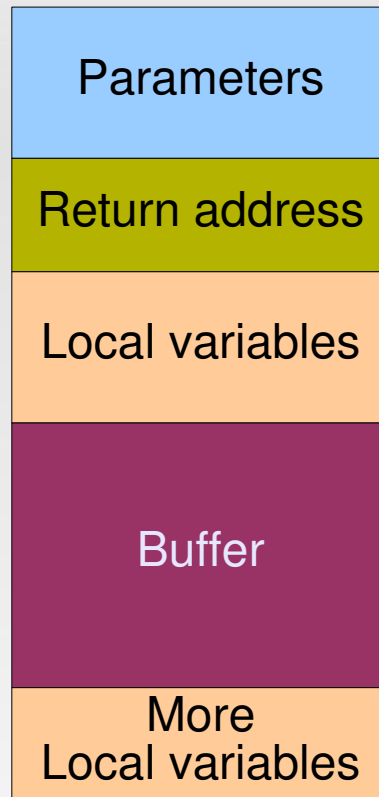 Parameters
Return address
Local variables
Buffer
More
Local variables